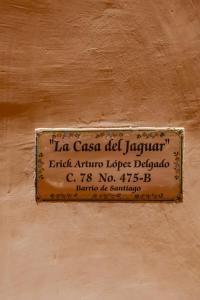 "La Casa del Jaguar"
Erick Arturo López Delgado
C. 78 No. 475-B
Barrio de Santiago